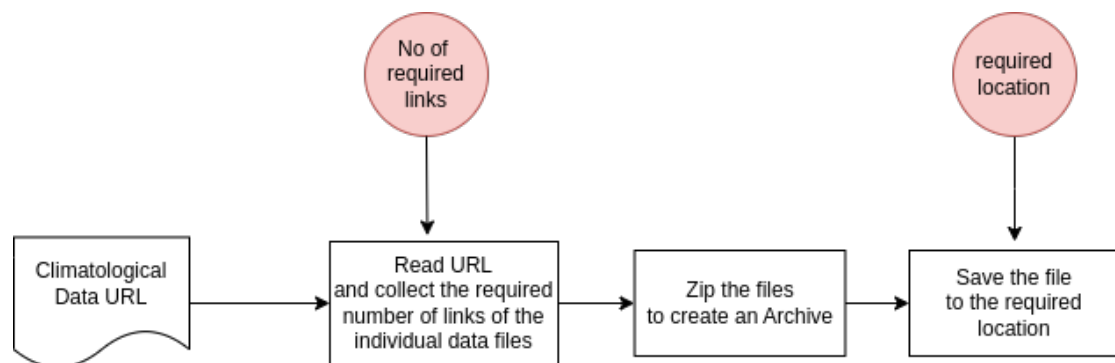 No of
required
links
required
location
Climatological
Data URL
Read URL
and collect the required
number of links of the
individual data files
Zip the files
to create an Archive
Save the file
to the required
location